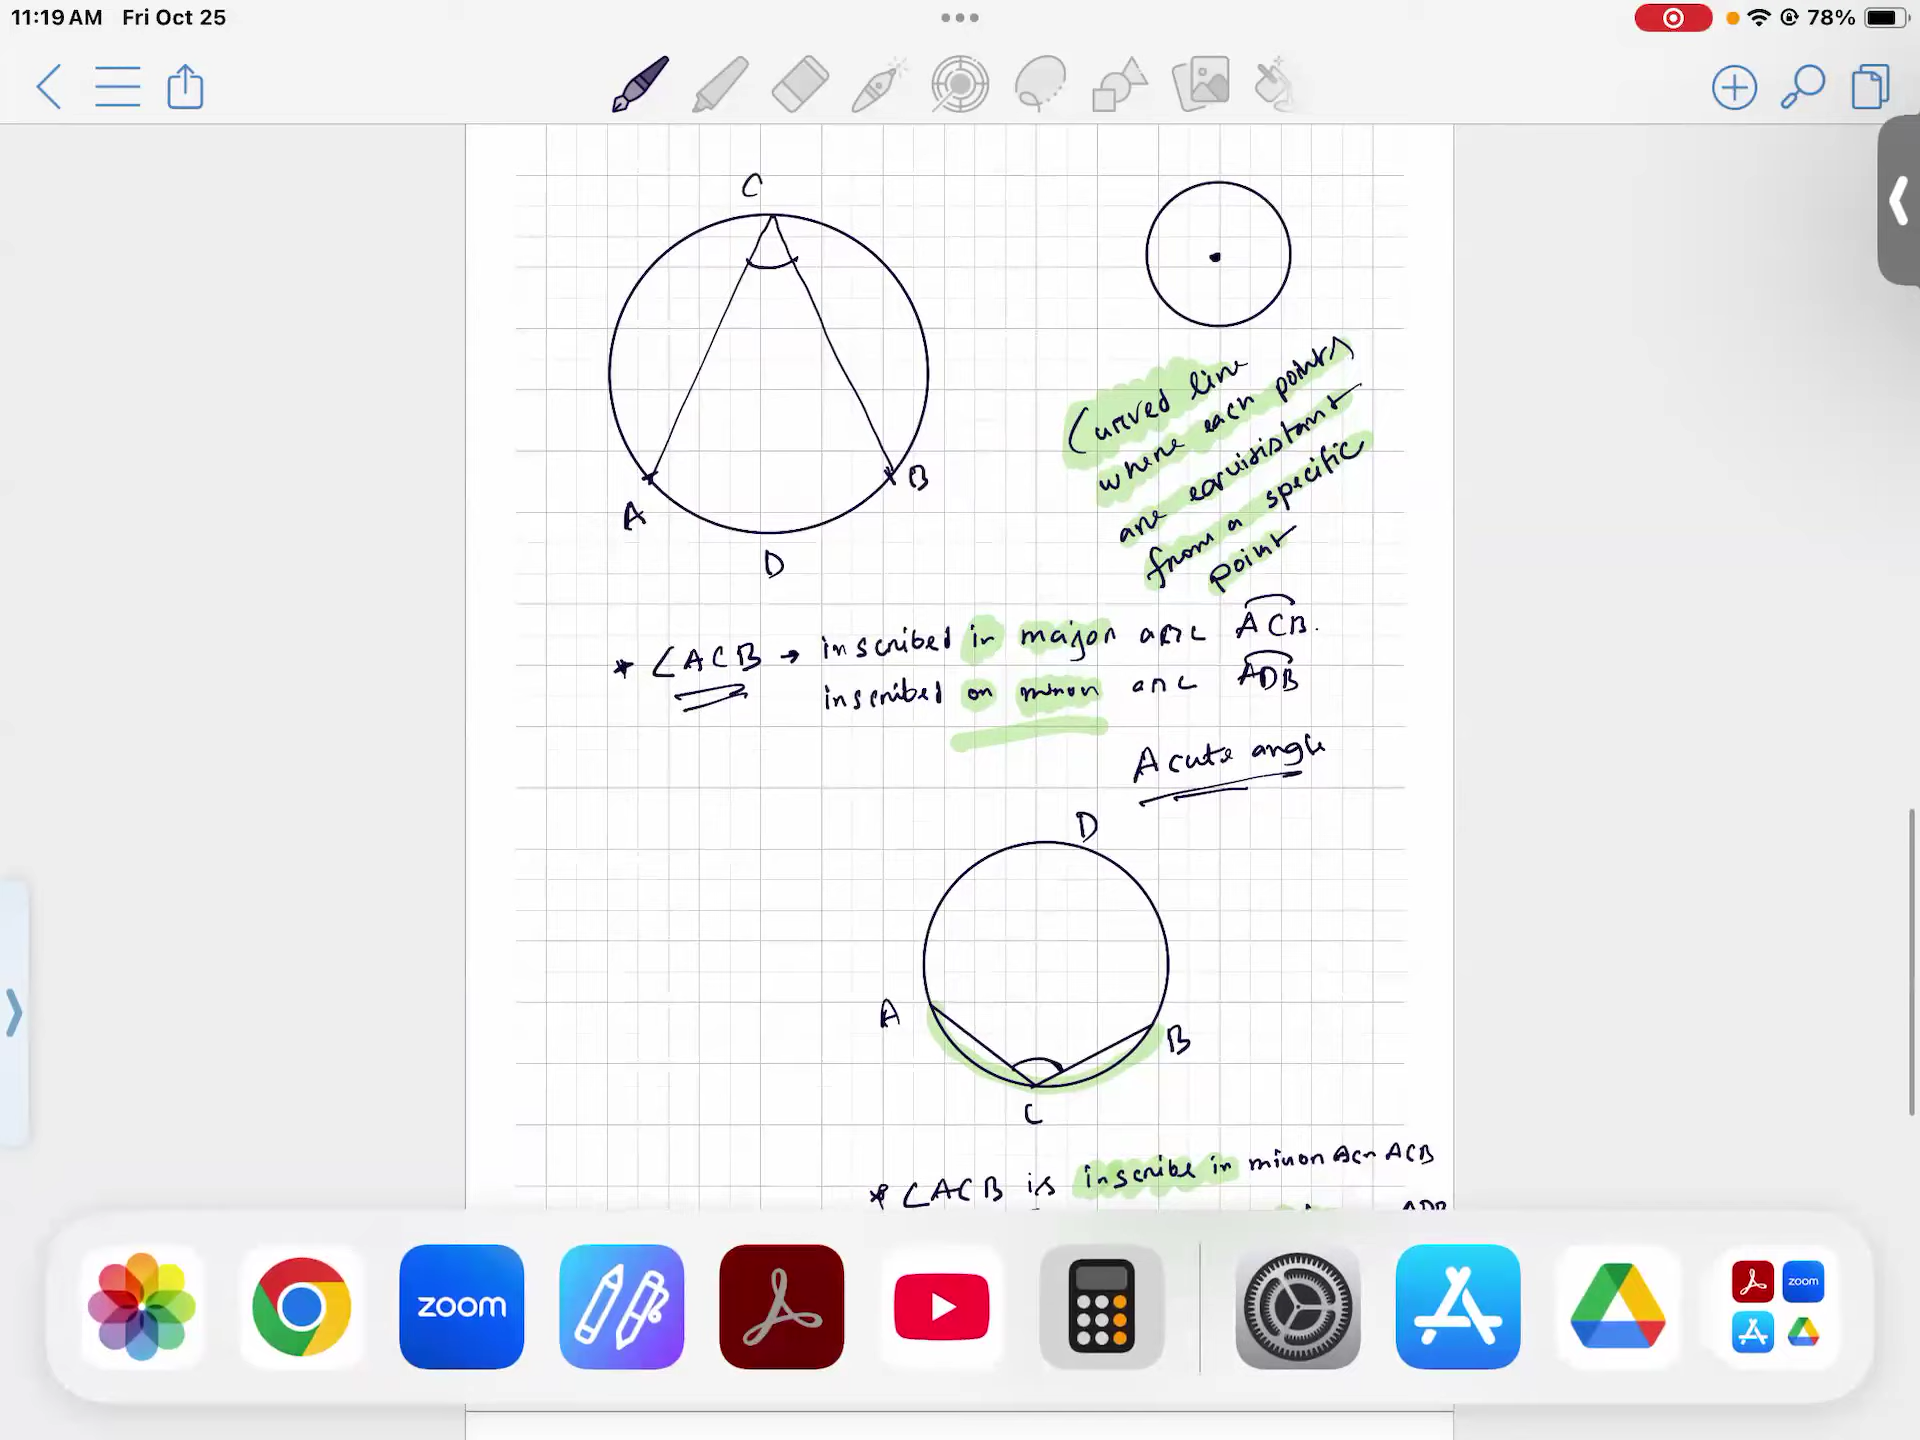 11:19 AM Fri Oct 25
78%
C
A
B
D
Curved line
where each points
are equidistant
from a specific
point
* ∠ACB → inscribed in major arc ACB.
inscribed on minor arc ADB
Acute angle
D
A
B
C
* ∠ACB is inscribe in minor Arc ACB
ADB
zoom
zoom